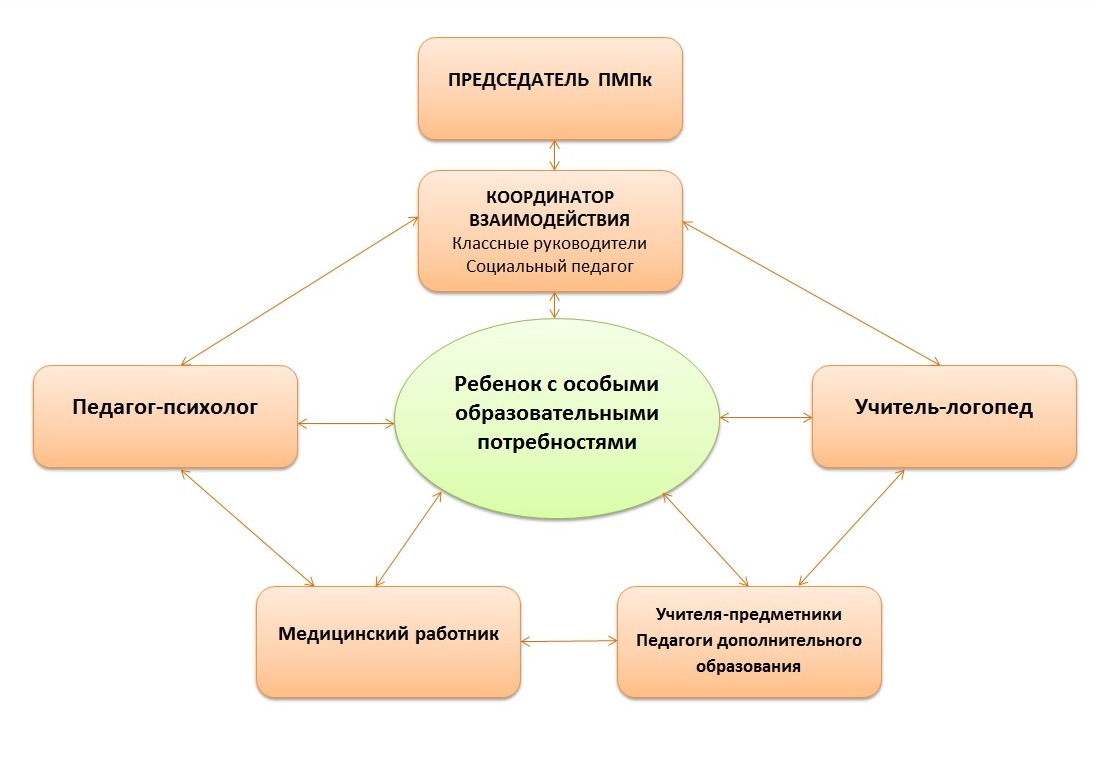 ПРЕДСЕДАТЕЛЬ ПМПк
КООРДИНАТОР
ВЗАИМОДЕЙСТВИЯ
Классные руководители
Социальный педагог
Педагог-психолог
Ребенок с особыми
образовательными
потребностями
Учитель-логопед
Медицинский работник
Учителя-предметники
Педагоги дополнительного
образования